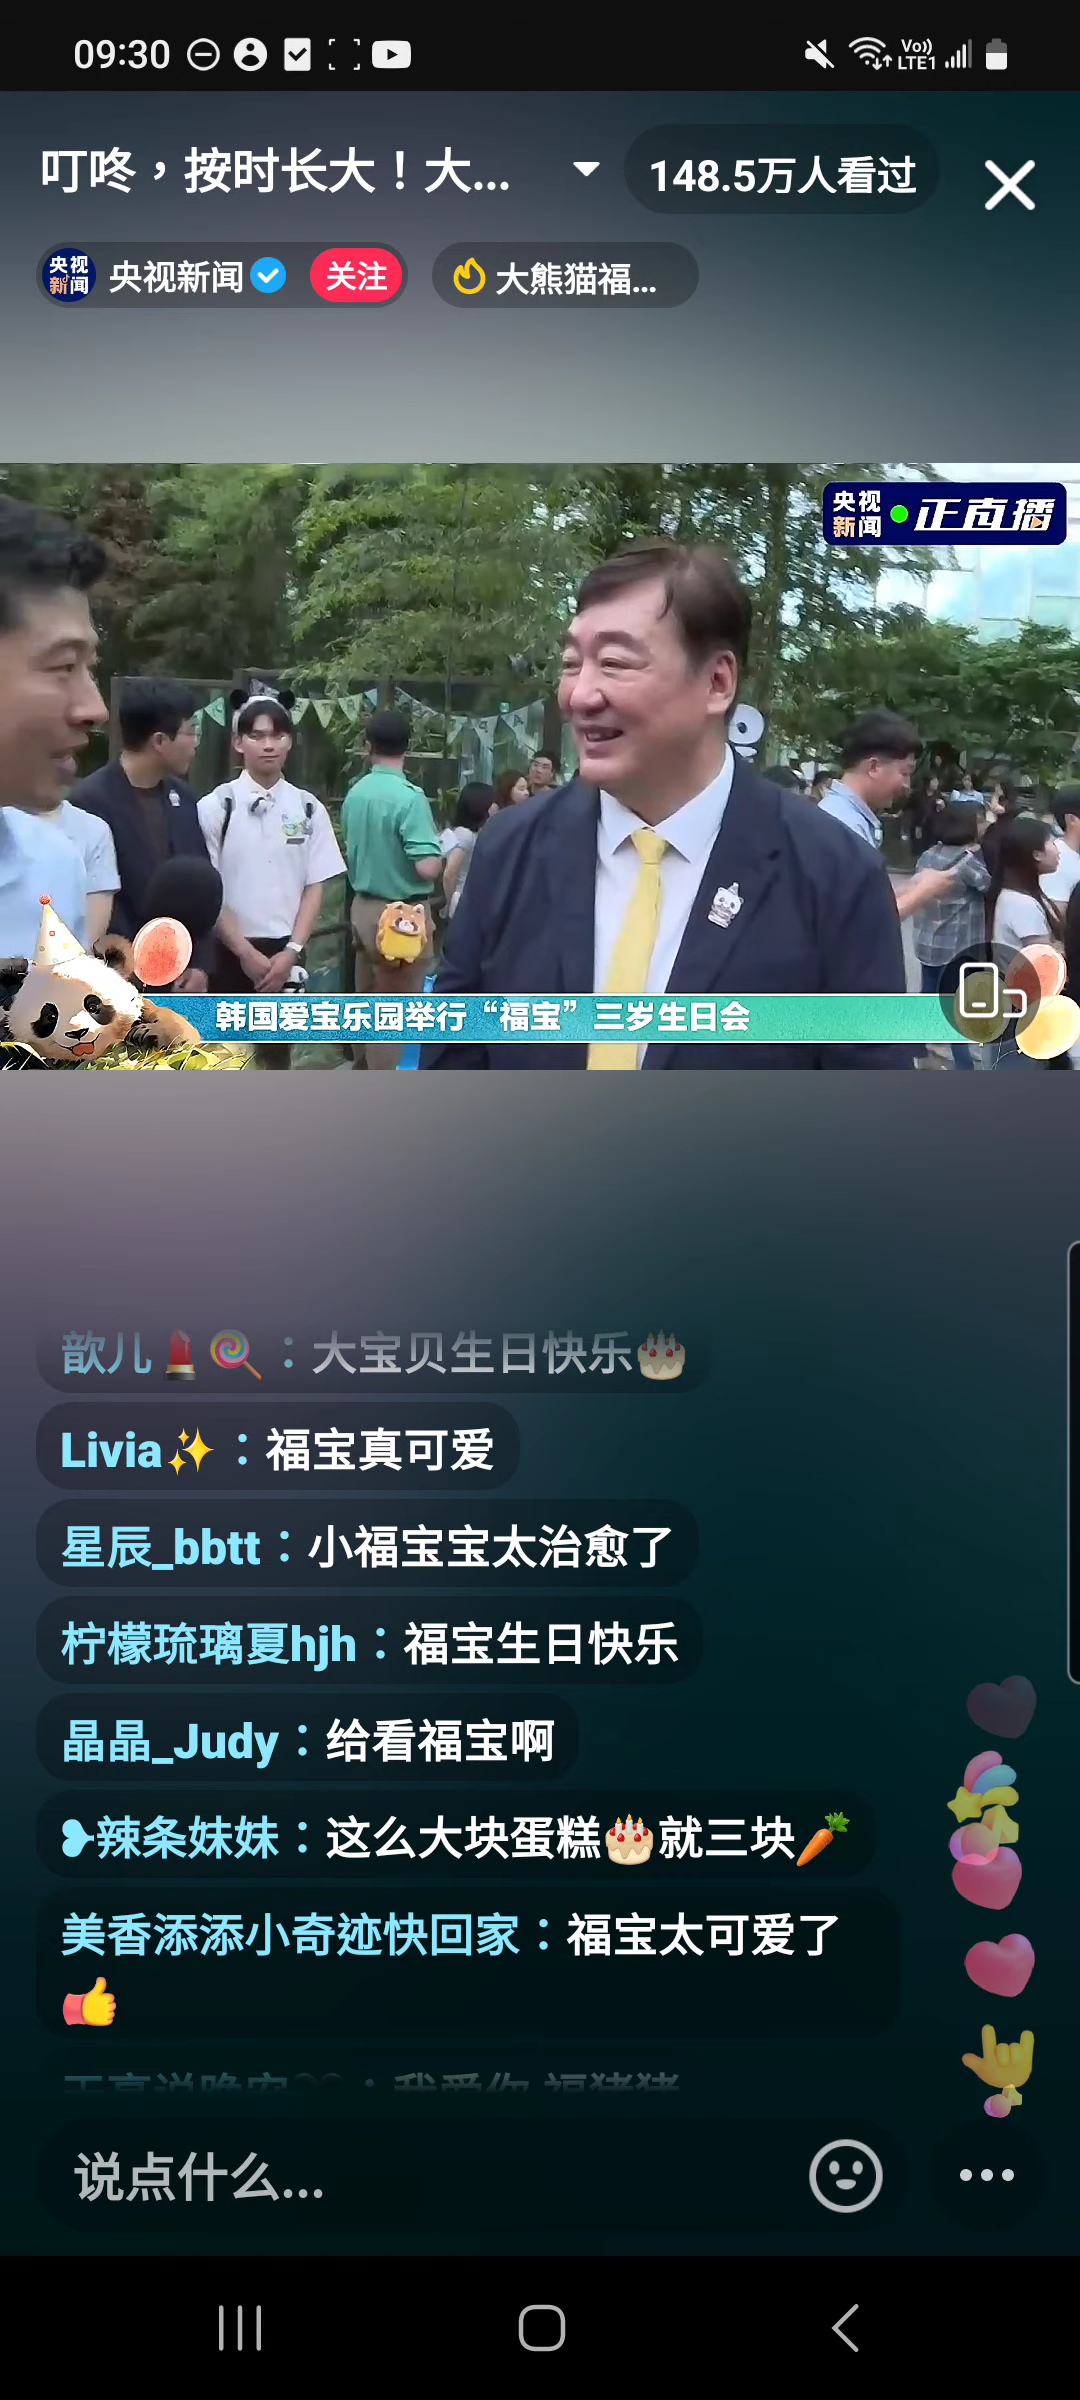 09:30
Vo)) LTE1
叮咚，按时长大！大...
148.5万人看过
央视新闻
央视新闻
关注
大熊猫福...
央视新闻
正直播
韩国爱宝乐园举行“福宝”三岁生日会
歆儿💄🍭：大宝贝生日快乐🎂
Livia✨：福宝真可爱
星辰_bbtt：小福宝宝太治愈了
柠檬琉璃夏hjh：福宝生日快乐
晶晶_Judy：给看福宝啊
❥辣条妹妹：这么大块蛋糕🎂就三块🥕
美香添添小奇迹快回家：福宝太可爱了
👍
说点什么...